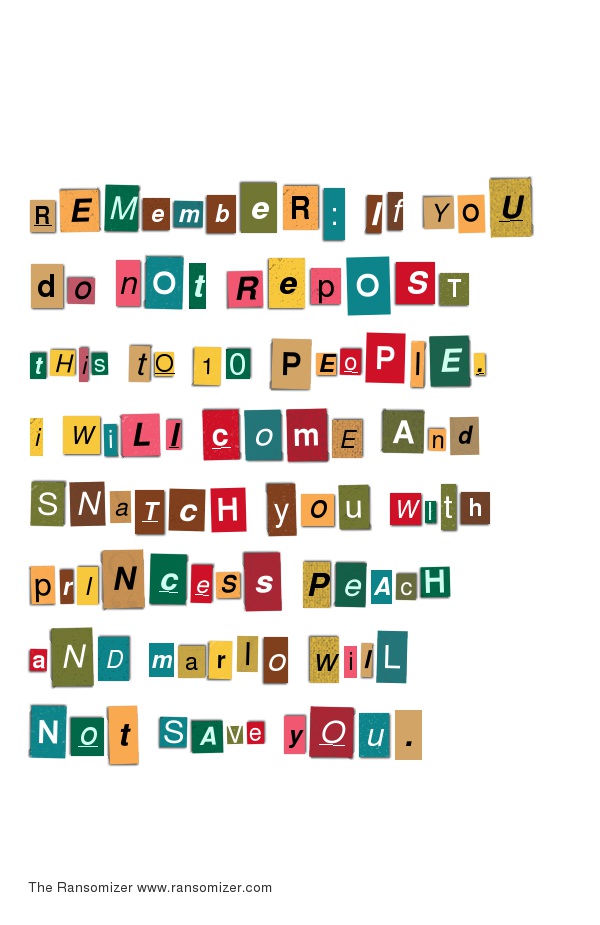 REMember: If YoU
do nOt RepOST
tHis tO 10 PEoPlE.
i WiLl comE And
SNaTcH you WIth
prINcess PeAcH
aND marlo wilL
Not SAVe yOu.
The Ransomizer www.ransomizer.com